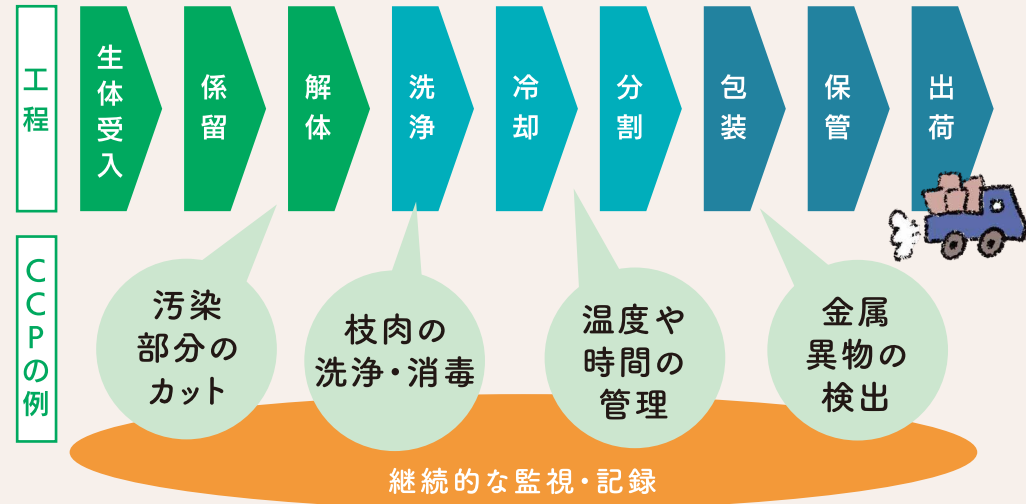 工程
生体受入
係留
解体
洗浄
冷却
分割
包装
保管
出荷
CCPの例
汚染
部分の
カット
枝肉の
洗浄・消毒
温度や
時間の
管理
金属
異物の
検出
継続的な監視・記録